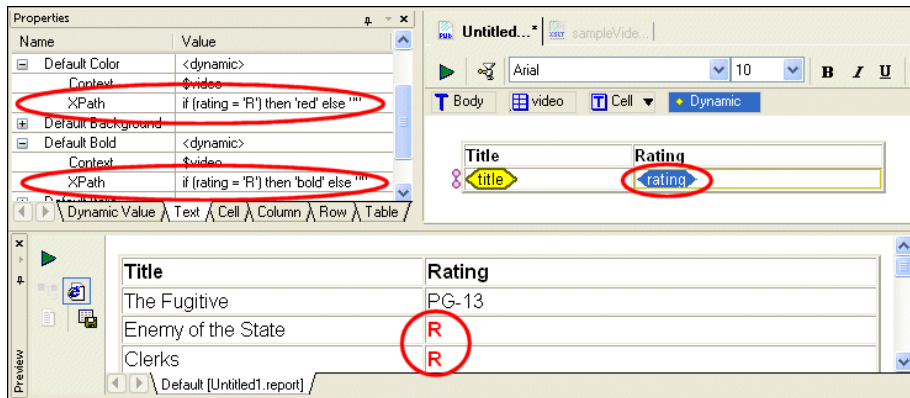 Properties
Name Value
Default Color <dynamic>
Context $video
XPath if (rating = 'R') then 'red' else ""
Default Background
Default Bold <dynamic>
Context $video
XPath if (rating = 'R') then 'bold' else ""
Dynamic Value Text Cell Column Row Table
Untitled...* sampleVide...
Arial 10 B I U
Body video Cell Dynamic
Title Rating
title rating
Preview
Title Rating
The Fugitive PG-13
Enemy of the State R
Clerks R
Default [Untitled1.report]